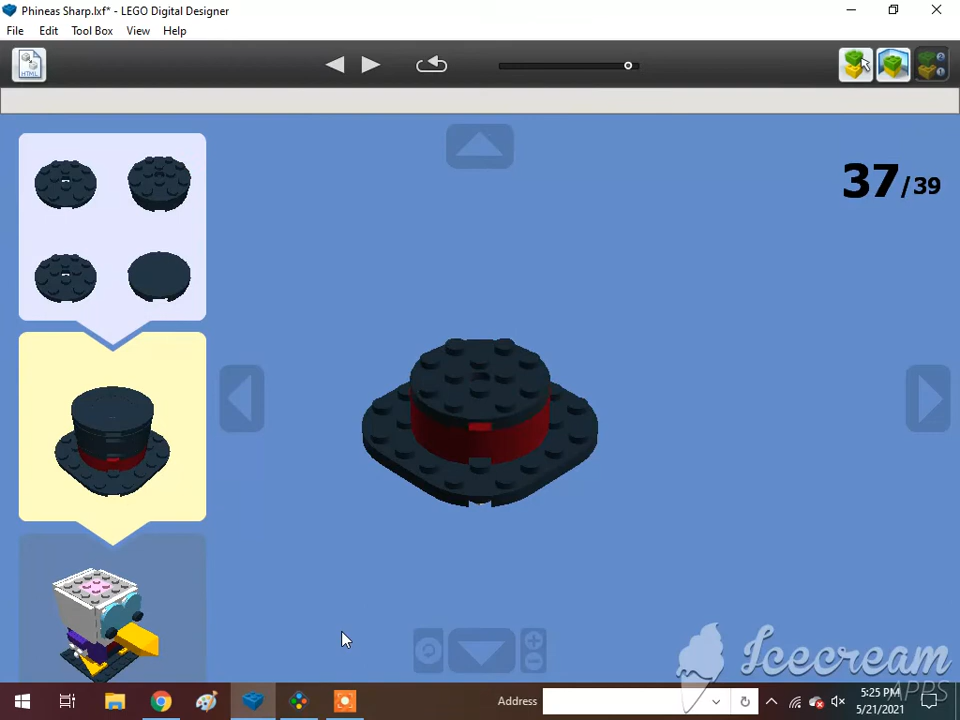 Phineas Sharp.lxf* - LEGO Digital Designer
File Edit Tool Box View Help
HTML
37/39
Icecream
APPS
Address
5:25 PM
5/21/2021